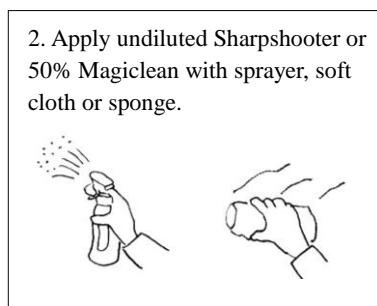 2. Apply undiluted Sharpshooter or
50% Magiclean with sprayer, soft
cloth or sponge.